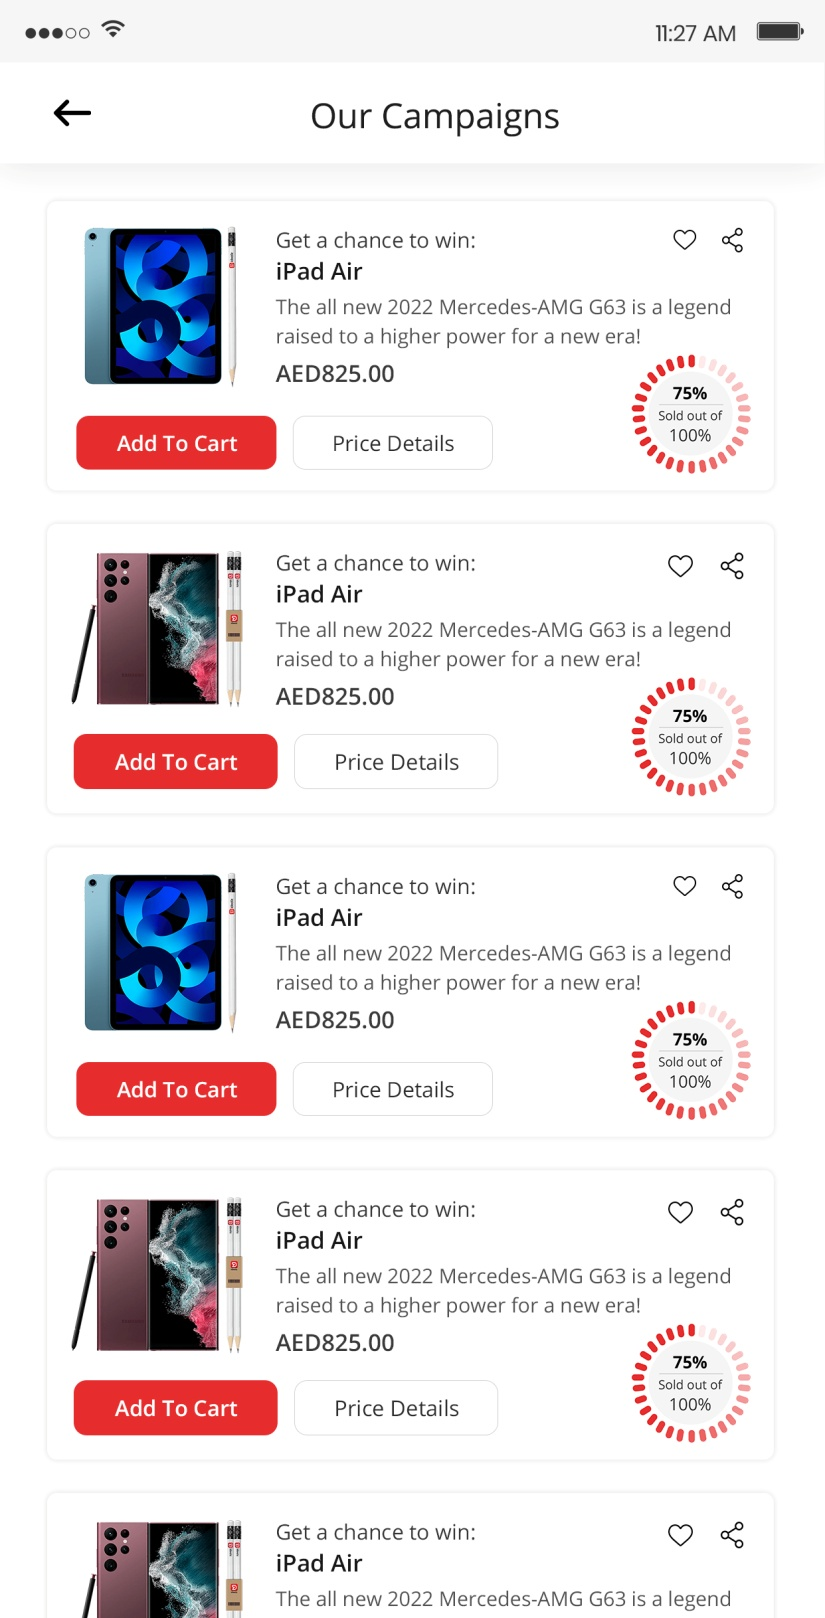 11:27 AM
Our Campaigns
Get a chance to win:
iPad Air
The all new 2022 Mercedes-AMG G63 is a legend
raised to a higher power for a new era!
AED825.00
75%
Sold out of
100%
Add To Cart
Price Details
Get a chance to win:
iPad Air
The all new 2022 Mercedes-AMG G63 is a legend
raised to a higher power for a new era!
AED825.00
75%
Sold out of
100%
Add To Cart
Price Details
Get a chance to win:
iPad Air
The all new 2022 Mercedes-AMG G63 is a legend
raised to a higher power for a new era!
AED825.00
75%
Sold out of
100%
Add To Cart
Price Details
Get a chance to win:
iPad Air
The all new 2022 Mercedes-AMG G63 is a legend
raised to a higher power for a new era!
AED825.00
75%
Sold out of
100%
Add To Cart
Price Details
Get a chance to win:
iPad Air
The all new 2022 Mercedes-AMG G63 is a legend